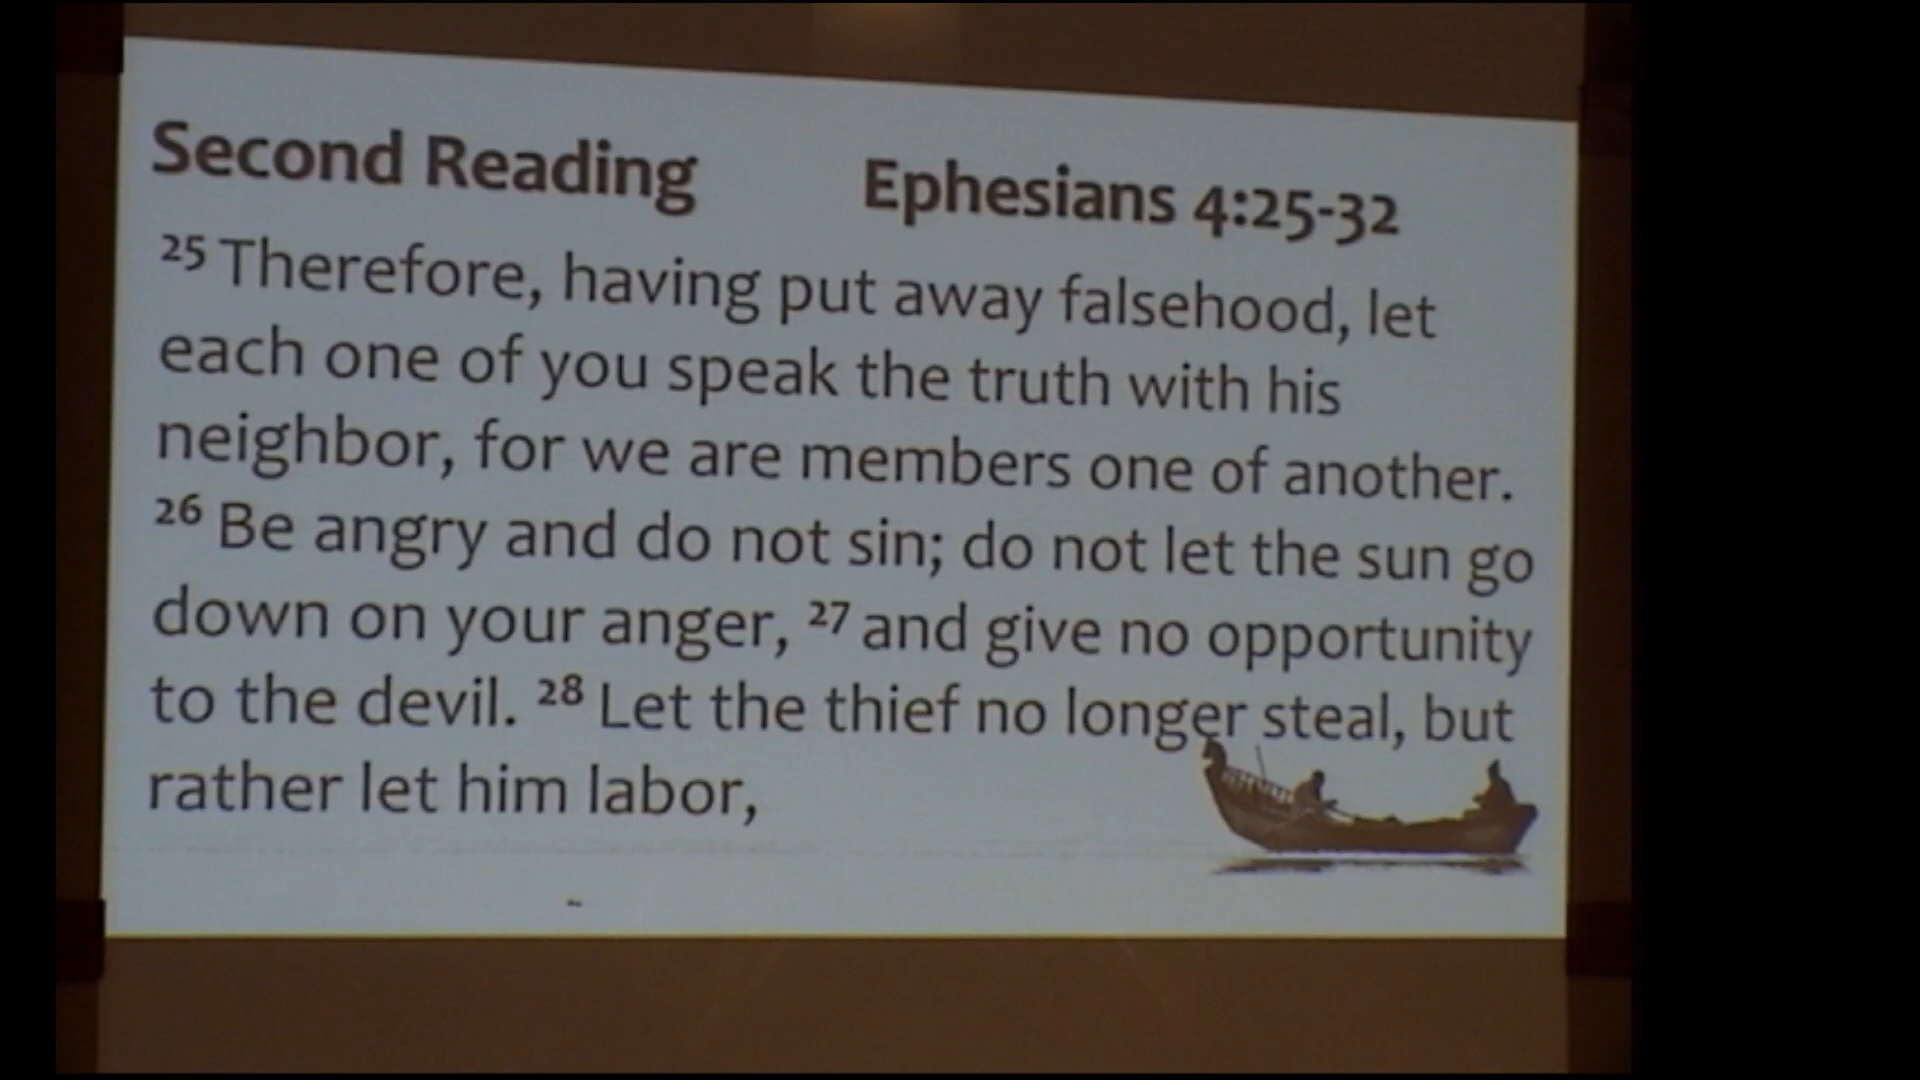 Second Reading Ephesians 4:25-32
25 Therefore, having put away falsehood, let
each one of you speak the truth with his
neighbor, for we are members one of another.
26 Be angry and do not sin; do not let the sun go
down on your anger, 27 and give no opportunity
to the devil. 28 Let the thief no longer steal, but
rather let him labor,